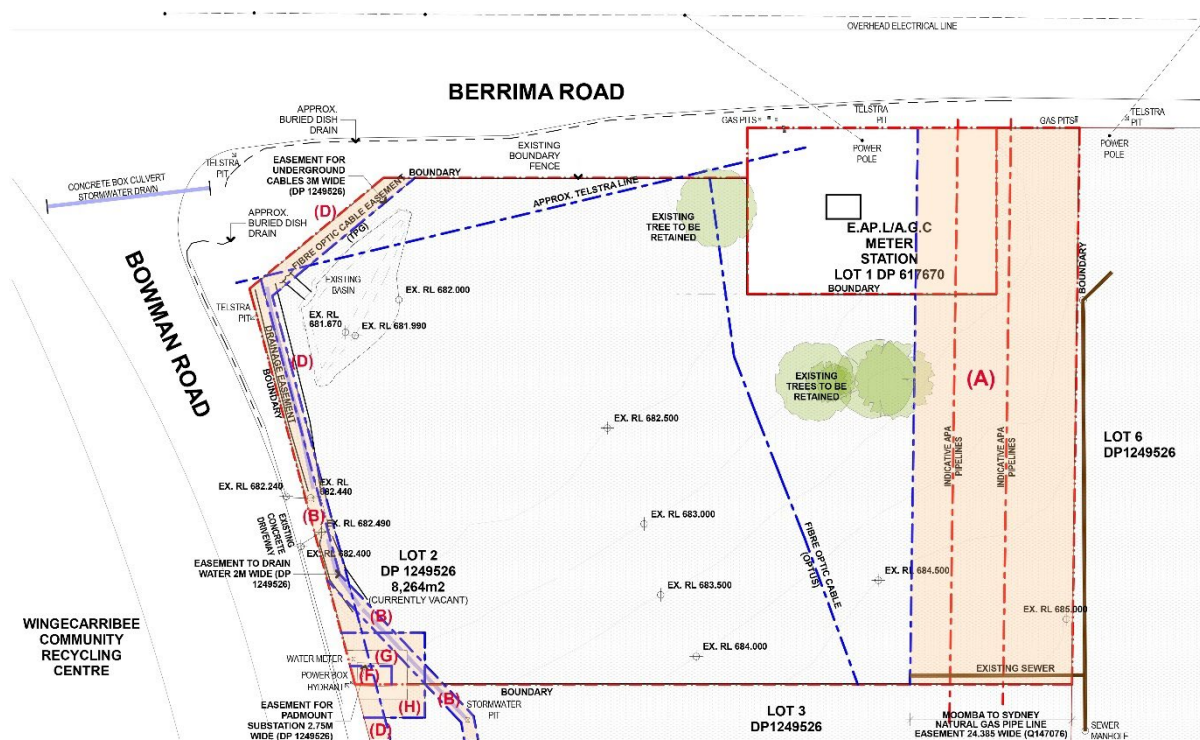 OVERHEAD ELECTRICAL LINE
BERRIMA ROAD
APPROX.
BURIED DISH
DRAIN
TELSTRA
PIT
GAS PITS
TELSTRA
PIT
GAS PITS
TELSTRA
PIT
POWER
POLE
POWER
POLE
EXISTING
BOUNDARY
FENCE
TELSTRA
PIT
EASEMENT FOR
UNDERGROUND
CABLES 3M WIDE
(DP 1249526)
BOUNDARY
CONCRETE BOX CULVERT
STORMWATER DRAIN
(D)
FIBRE OPTIC CABLE EASEMENT
(TPG)
APPROX. TELSTRA LINE
APPROX.
BURIED DISH
DRAIN
EXISTING
TREE TO BE
RETAINED
E.AP.L/A.G.C
METER
STATION
LOT 1 DP 617670
BOUNDARY
BOUNDARY
BOWMAN ROAD
EXISTING
BASIN
EX. RL 682.000
TELSTRA
PIT
EX. RL
681.670
EX. RL 681.990
DRAINAGE EASEMENT
BOUNDARY
(D)
EXISTING
TREES TO BE
RETAINED
(A)
EX. RL 682.500
INDICATIVE APA
PIPELINES
INDICATIVE APA
PIPELINES
LOT 6
DP1249526
EX. RL 682.240
EX. RL
682.440
(B)
EX. RL 682.490
EX. RL 683.000
EXISTING
CONCRETE
DRIVEWAY
EX. RL 682.400
EASEMENT TO DRAIN
WATER 2M WIDE (DP
1249526)
LOT 2
DP 1249526
8,264m2
(CURRENTLY VACANT)
FIBRE OPTIC CABLE
(OPTUS)
EX. RL 684.500
EX. RL 683.500
EX. RL 685.000
(B)
WINGECARRIBEE
COMMUNITY
RECYCLING
CENTRE
EX. RL 684.000
WATER METER
(G)
POWER BOX
(F)
HYDRANT
EXISTING SEWER
BOUNDARY
(B)
(H)
EASEMENT FOR
PADMOUNT
SUBSTATION 2.75M
WIDE (DP 1249526)
(D)
STORMWATER
PIT
LOT 3
DP1249526
MOOMBA TO SYDNEY
NATURAL GAS PIPE LINE
EASEMENT 24.385 WIDE (Q147076)
SEWER
MANHOLE